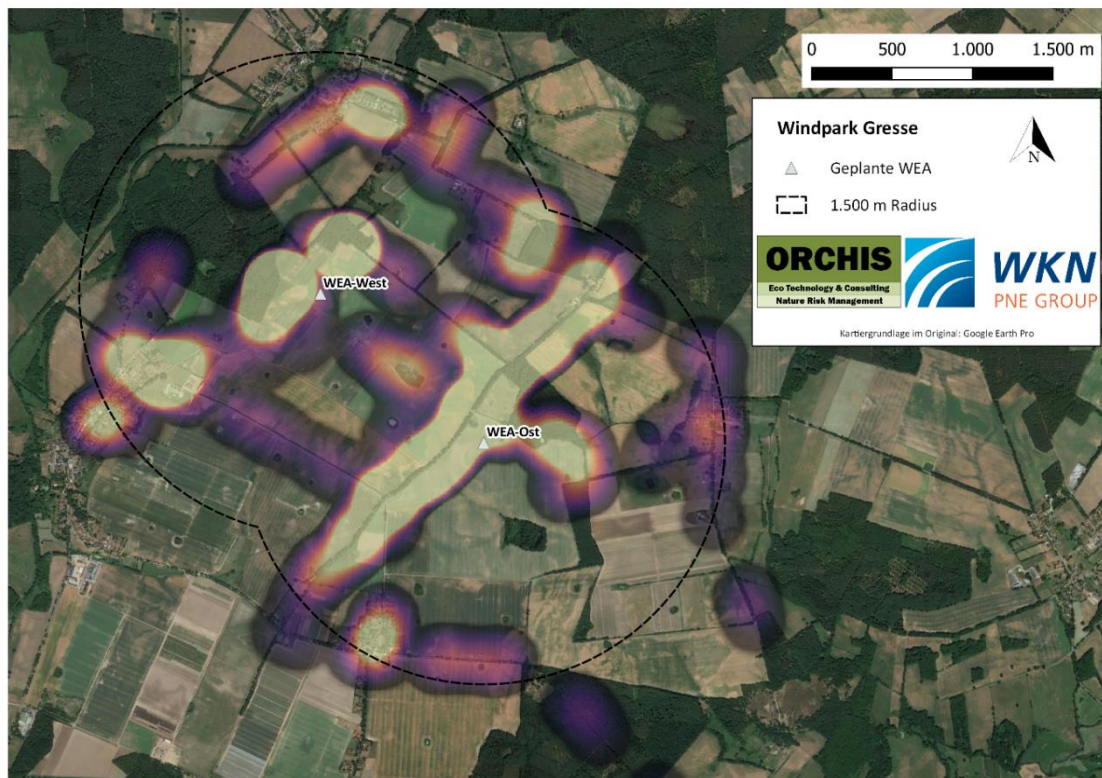 0 500 1.000 1.500 m
Windpark Gresse
Geplante WEA
N
1.500 m Radius
ORCHIS
Eco Technology & Consulting
Nature Risk Management
WKN
PNE GROUP
Kartiergrundlage im Original: Google Earth Pro
WEA-West
WEA-Ost